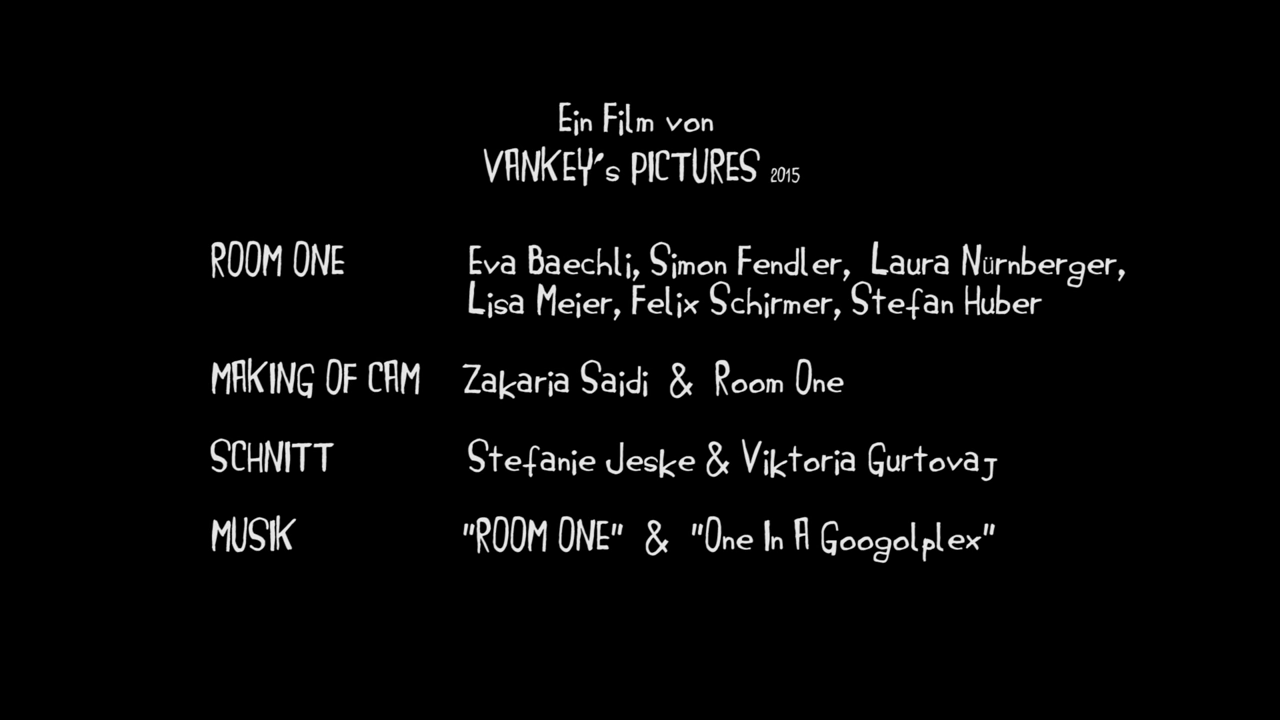 Ein Film von
VANKEY's PICTURES 2015
ROOM ONE Eva Baechli, Simon Fendler, Laura Nürnberger,
Lisa Meier, Felix Schirmer, Stefan Huber
MAKING OF CAM Zakaria Saidi & Room One
SCHNITT Stefanie Jeske & Viktoria Gurtovaj
MUSIK "ROOM ONE" & "One In A Googolplex"